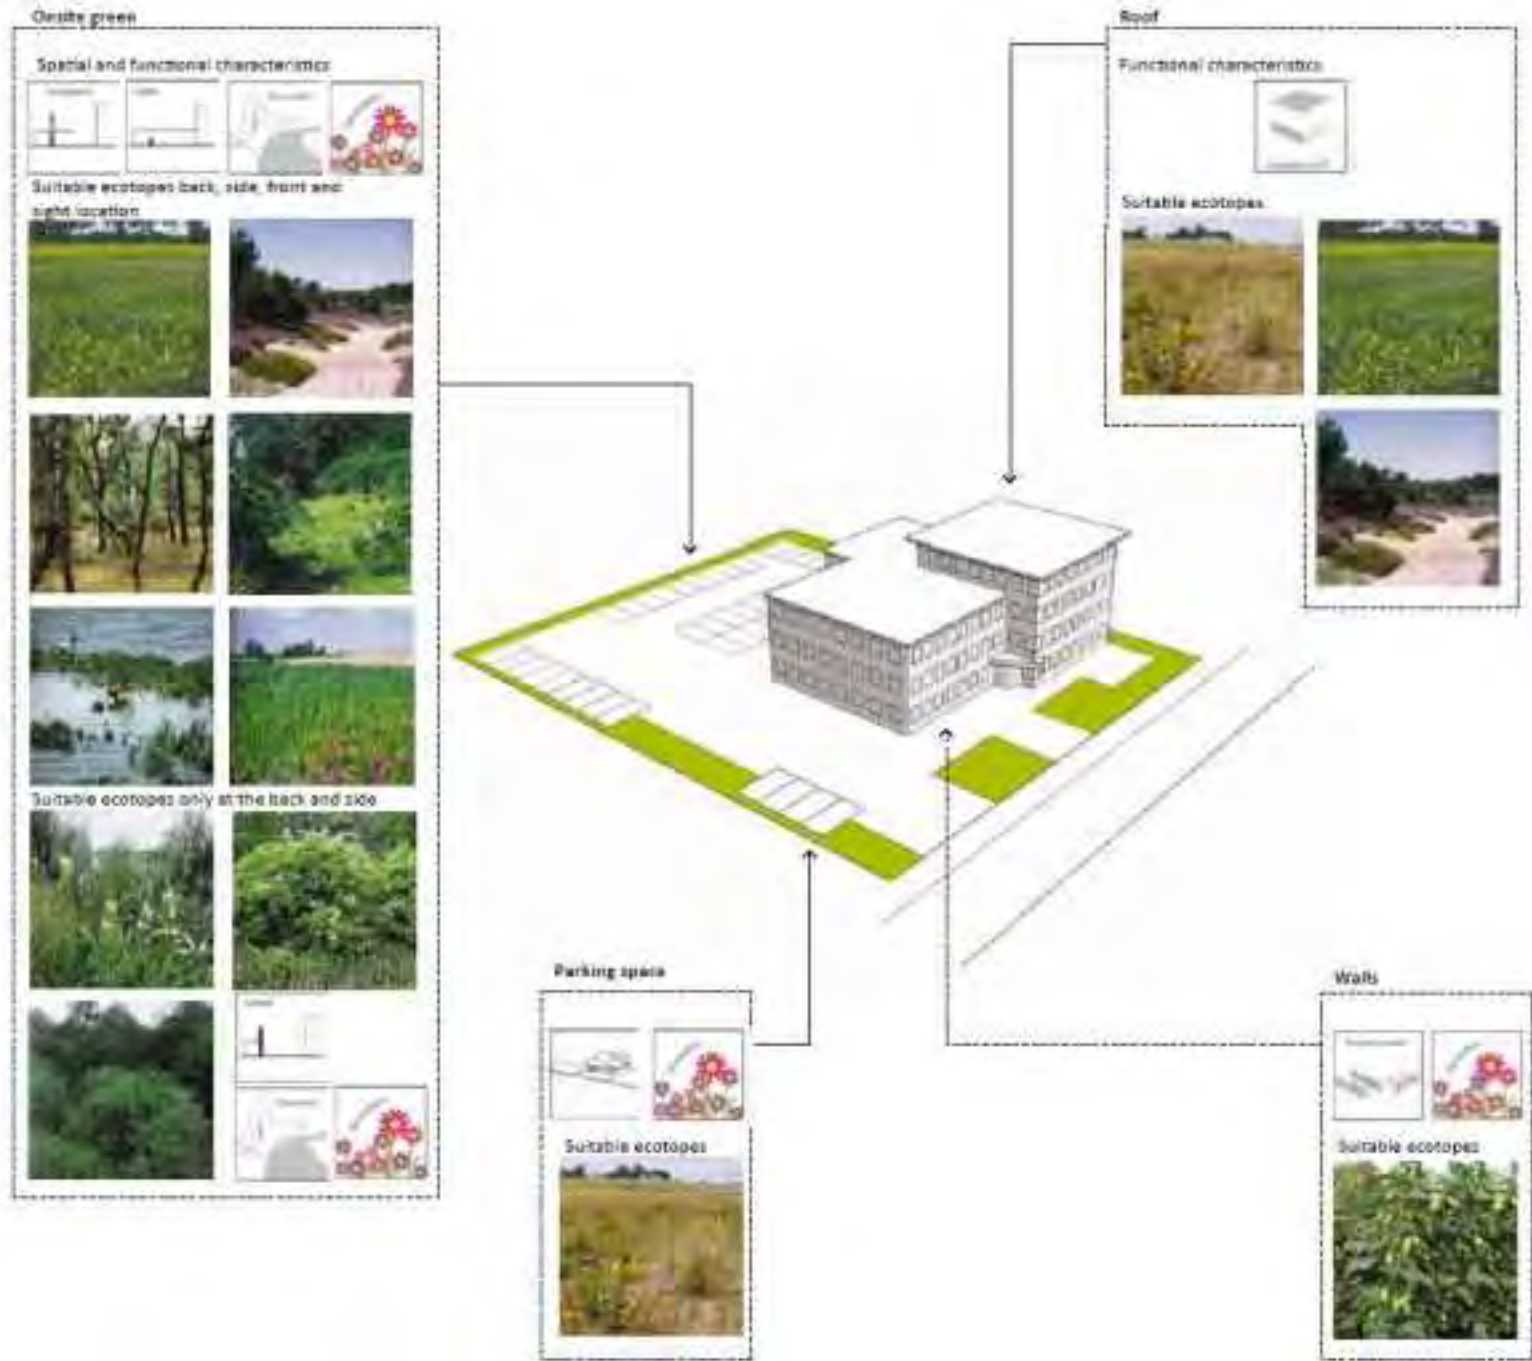 Onsite green
Spatial and functional characteristics
Suitable ecotopes back, side, front and
sight location
Suitable ecotopes only at the back and side
Roof
Functional characteristics
Suitable ecotopes
Parking space
Suitable ecotopes
Walls
Suitable ecotopes